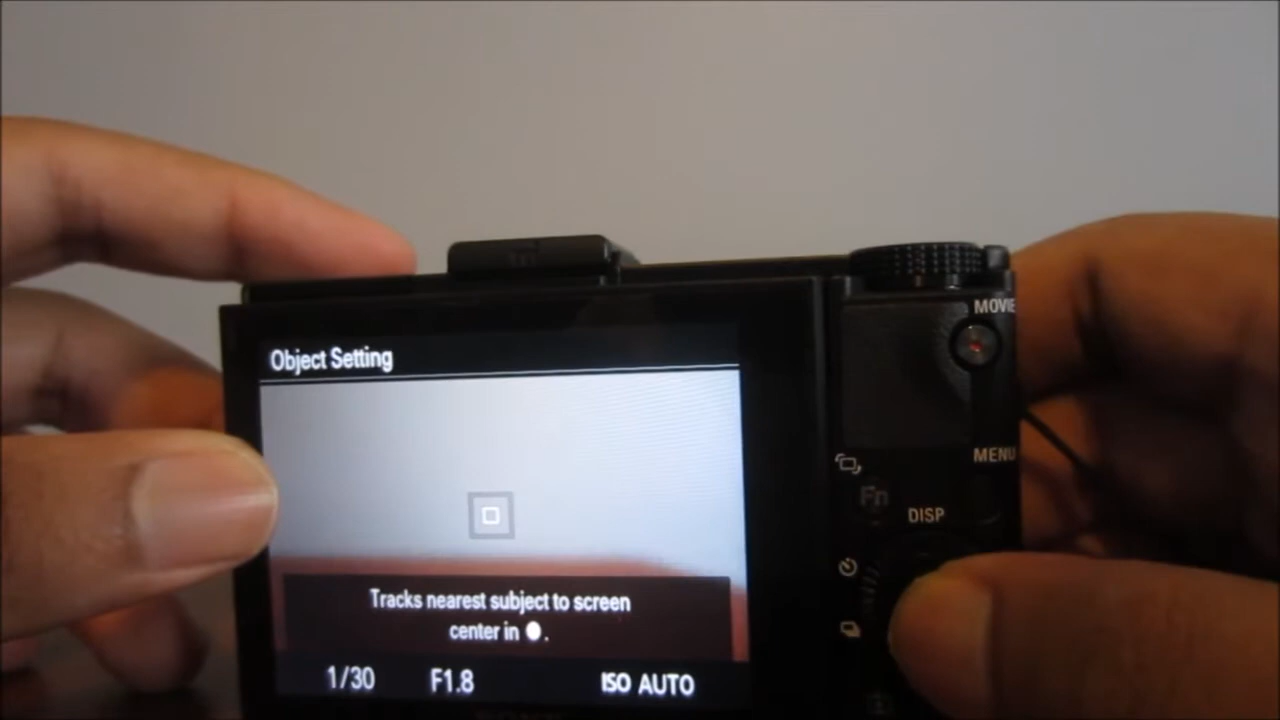 MOVIE
Object Setting
MENU
Fn
DISP
Tracks nearest subject to screen
center in ●.
1/30 F1.8 ISO AUTO